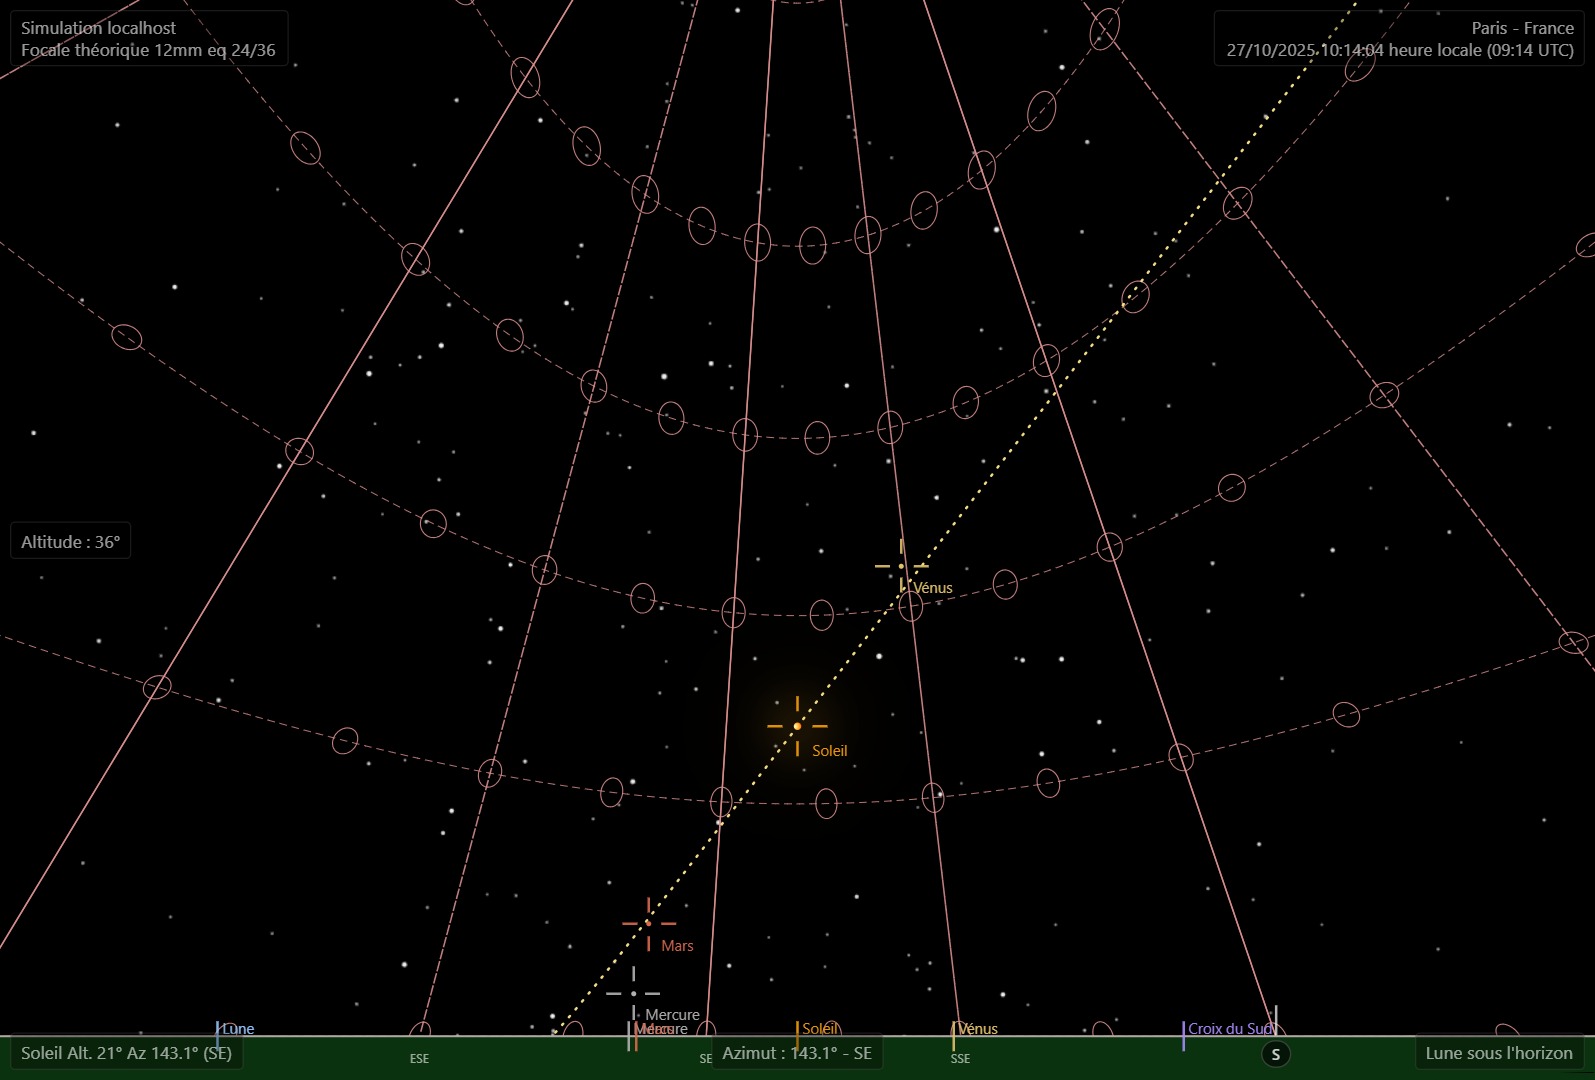 Simulation localhost
Focale théorique 12mm eq 24/36
Paris - France
27/10/2025 10:14:04 heure locale (09:14 UTC)
Altitude : 36°
Vénus
Soleil
Mars
Mercure
Lune
Mercure
Mars
Soleil
Vénus
Croix du Sud
Soleil Alt. 21° Az 143.1° (SE)
ESE
SE
Azimut : 143.1° - SE
SSE
S
Lune sous l'horizon